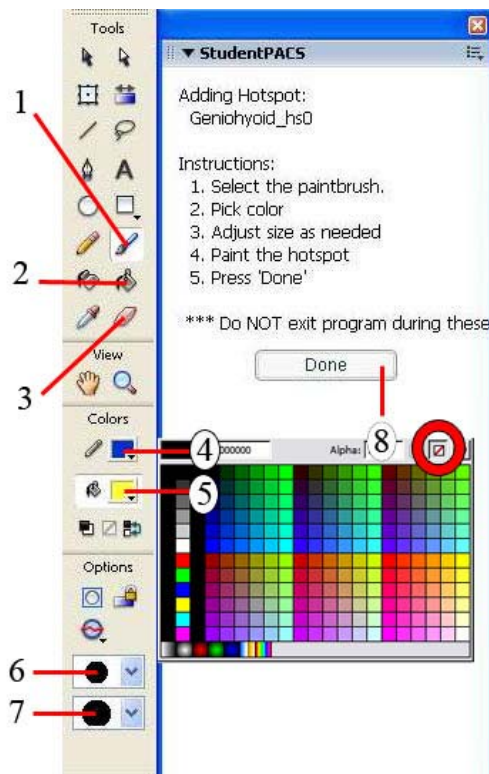 Tools
StudentPACS
Adding Hotspot:
Geniohyoid_hs0
Instructions:
1. Select the paintbrush.
2. Pick color
3. Adjust size as needed
4. Paint the hotspot
5. Press 'Done'
*** Do NOT exit program during these
Done
1
2
3
View
Colors
4
000000
Alpha:
8
5
Options
6
7
A